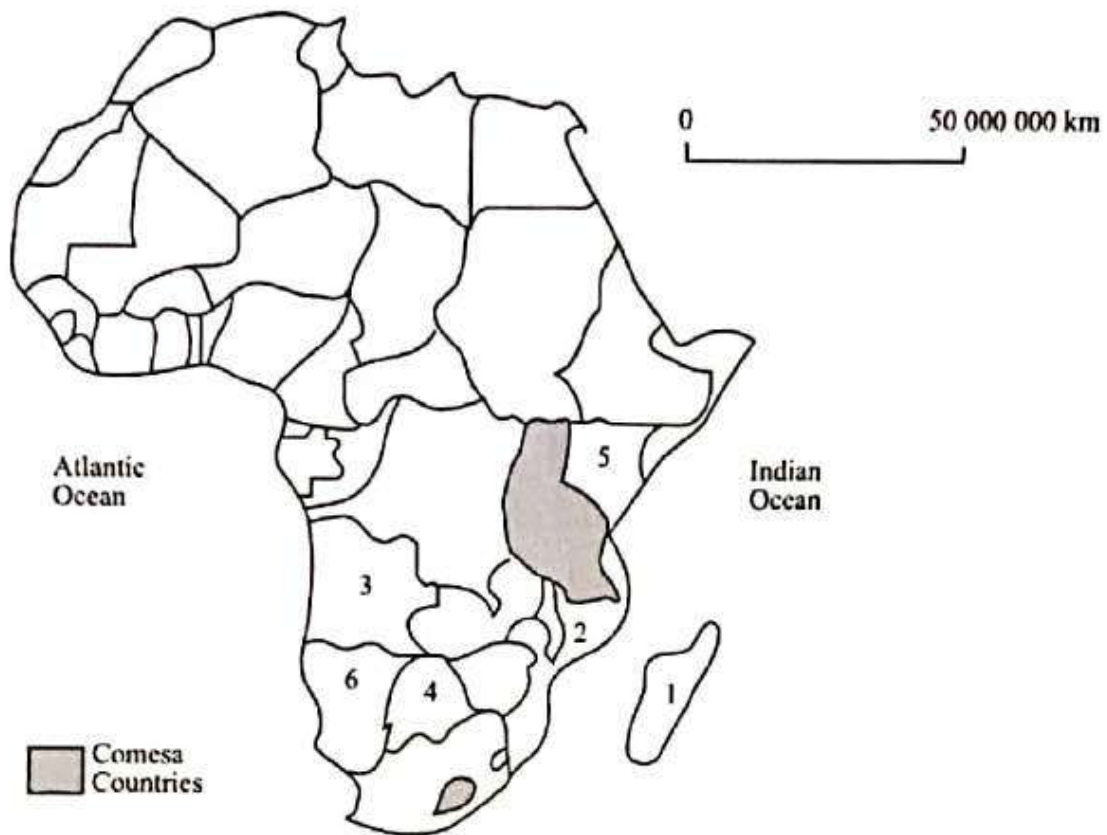 0 50 000 000 km
Atlantic
Ocean
5
Indian
Ocean
3
2
6
4
1
Comesa
Countries